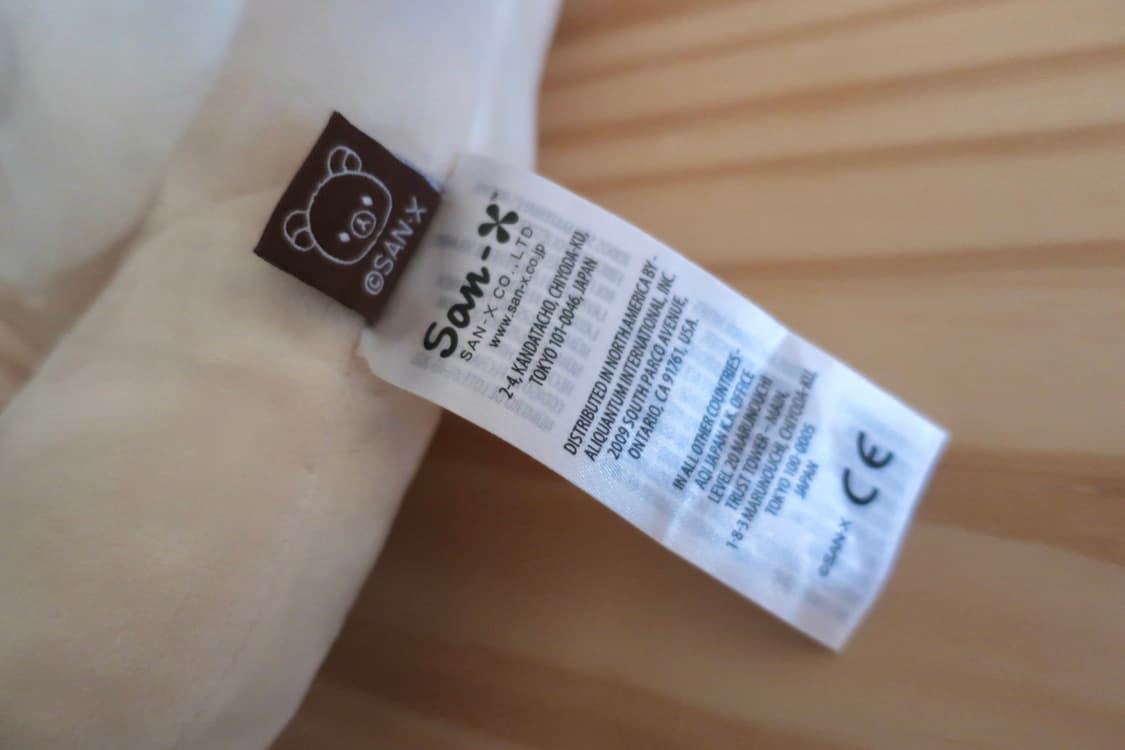 ©SAN-X
San-X™
SAN-X CO., LTD
www.san-x.co.jp
2-4, KANDATACHO, CHIYODA-KU,
TOKYO 101-0046, JAPAN
DISTRIBUTED IN NORTH AMERICA BY -
ALIQUANTUM INTERNATIONAL, INC.
2009 SOUTH PARCO AVENUE,
ONTARIO, CA 91761, USA.
IN ALL OTHER COUNTRIES-
AQI JAPAN K.K. OFFICE
LEVEL 20 MARUNOUCHI
TRUST TOWER -MAIN,
1-8-3 MARUNOUCHI, CHIYODA-KU
TOKYO 100-0005
JAPAN
CE
©SAN-X